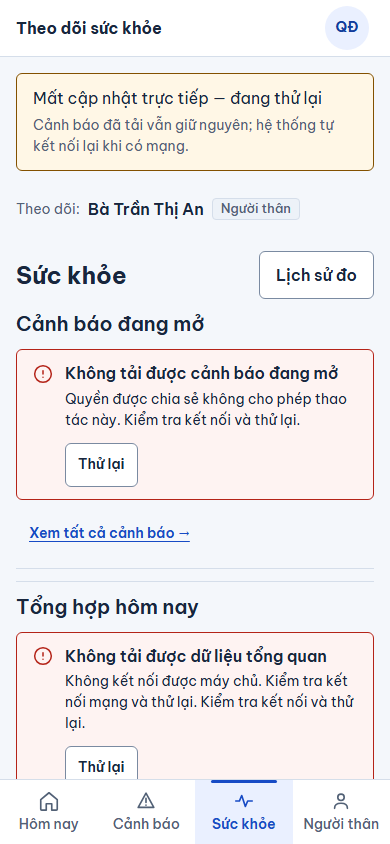 Theo dõi sức khỏe
QĐ
Mất cập nhật trực tiếp — đang thử lại
Cảnh báo đã tải vẫn giữ nguyên; hệ thống tự
kết nối lại khi có mạng.
Theo dõi: Bà Trần Thị An Người thân
Sức khỏe
Lịch sử đo
Cảnh báo đang mở
Không tải được cảnh báo đang mở
Quyền được chia sẻ không cho phép thao
tác này. Kiểm tra kết nối và thử lại.
Thử lại
Xem tất cả cảnh báo →
Tổng hợp hôm nay
Không tải được dữ liệu tổng quan
Không kết nối được máy chủ. Kiểm tra kết
nối mạng và thử lại. Kiểm tra kết nối và thử
lại.
Thử lại
Hôm nay
Cảnh báo
Sức khỏe
Người thân